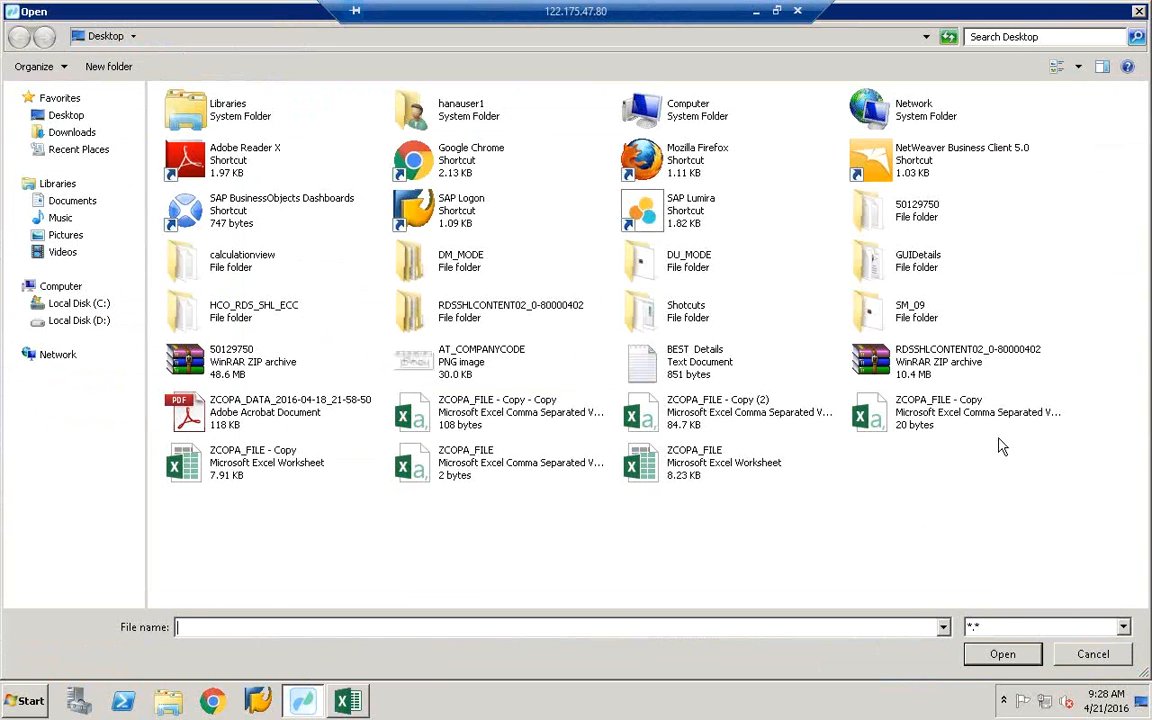 Open
122.175.47.80
Desktop
Search Desktop
Organize
New folder
Favorites
Desktop
Downloads
Recent Places
Libraries
Documents
Music
Pictures
Videos
Computer
Local Disk (C:)
Local Disk (D:)
Network
Libraries
System Folder
hanauser1
System Folder
Computer
System Folder
Network
System Folder
Adobe Reader X
Shortcut
1.97 KB
Google Chrome
Shortcut
2.13 KB
Mozilla Firefox
Shortcut
1.11 KB
NetWeaver Business Client 5.0
Shortcut
1.03 KB
SAP BusinessObjects Dashboards
Shortcut
747 bytes
SAP Logon
Shortcut
1.09 KB
SAP Lumira
Shortcut
1.82 KB
50129750
File folder
calculationview
File folder
DM_MODE
File folder
DU_MODE
File folder
GUIDetails
File folder
HCO_RDS_SHL_ECC
File folder
RDSSHLCONTENT02_0-80000402
File folder
Shotcuts
File folder
SM_09
File folder
50129750
WinRAR ZIP archive
48.6 MB
AT_COMPANYCODE
PNG image
30.0 KB
BEST Details
Text Document
851 bytes
RDSSHLCONTENT02_0-80000402
WinRAR ZIP archive
10.4 MB
PDF
ZCOPA_DATA_2016-04-18_21-58-50
Adobe Acrobat Document
118 KB
ZCOPA_FILE - Copy - Copy
Microsoft Excel Comma Separated V...
108 bytes
ZCOPA_FILE - Copy (2)
Microsoft Excel Comma Separated V...
84.7 KB
ZCOPA_FILE - Copy
Microsoft Excel Comma Separated V...
20 bytes
ZCOPA_FILE - Copy
Microsoft Excel Worksheet
7.91 KB
ZCOPA_FILE
Microsoft Excel Comma Separated V...
2 bytes
ZCOPA_FILE
Microsoft Excel Worksheet
8.23 KB
File name:
*.*
Open
Cancel
Start
9:28 AM
4/21/2016